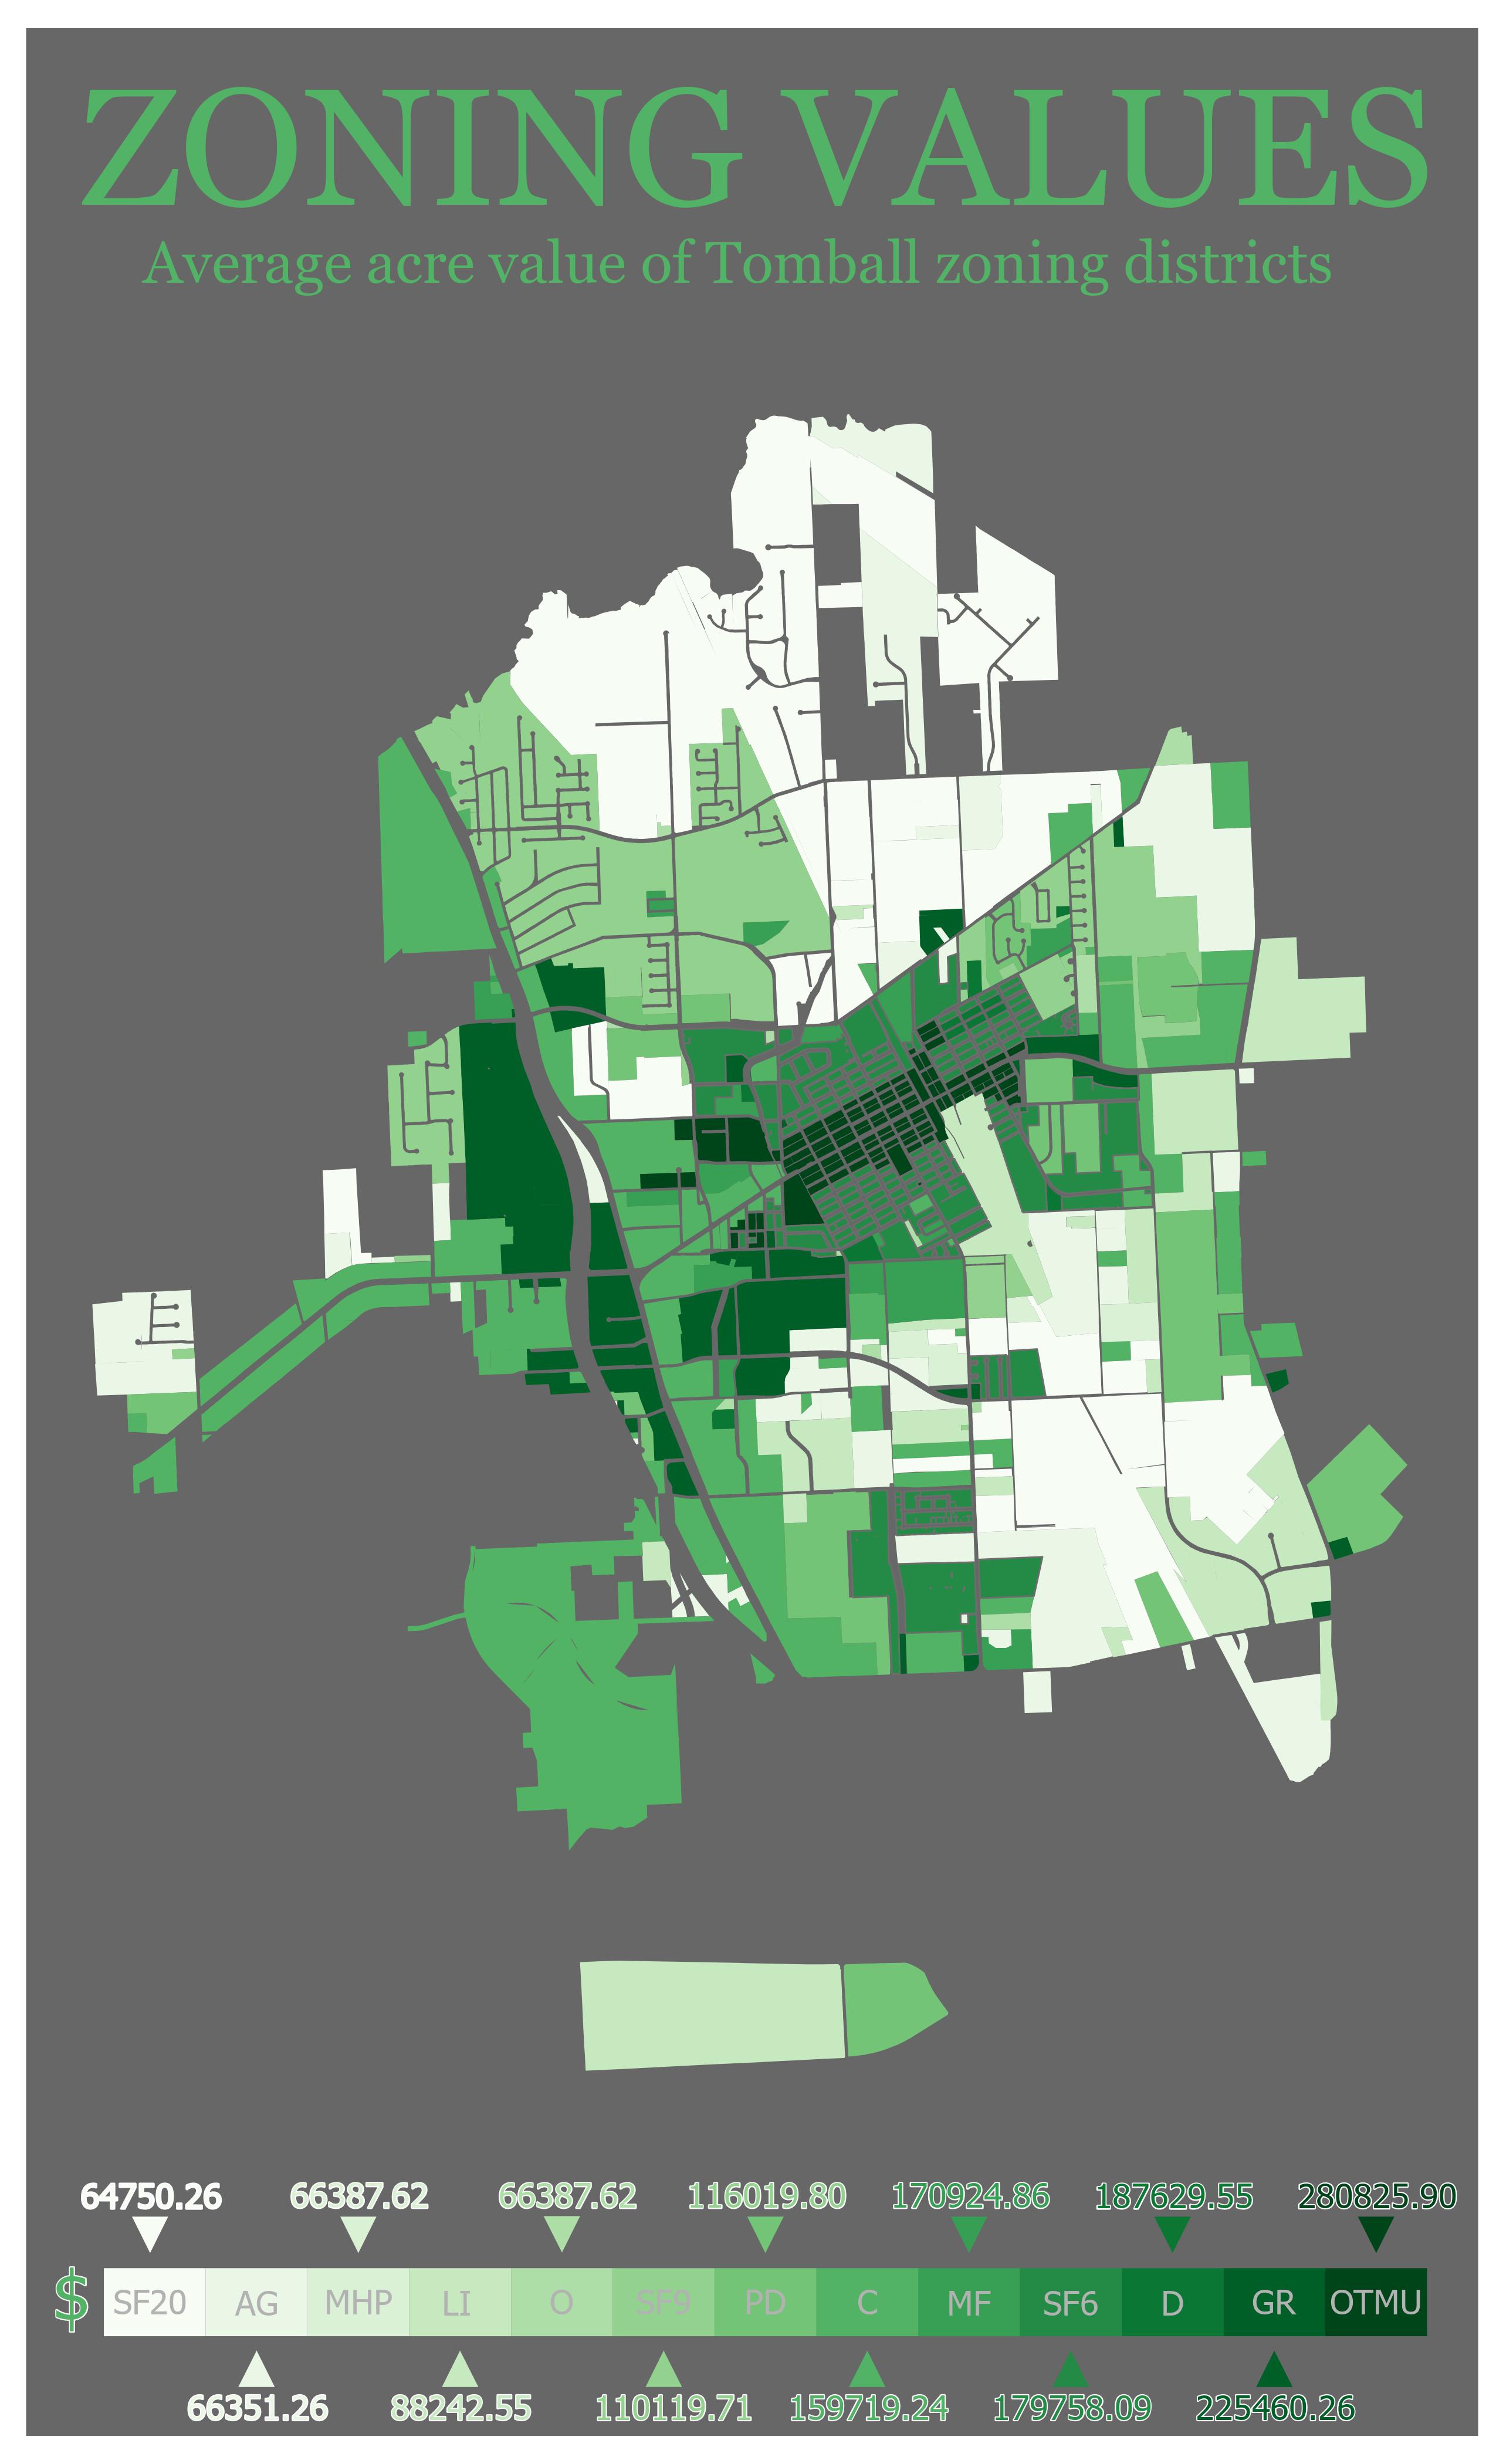 ZONING VALUES
Average acre value of Tomball zoning districts
64750.26 66387.62 66387.62 116019.80 170924.86 187629.55 280825.90
$ SF20 AG MHP LI O SF9 PD C MF SF6 D GR OTMU
66351.26 88242.55 110119.71 159719.24 179758.09 225460.26